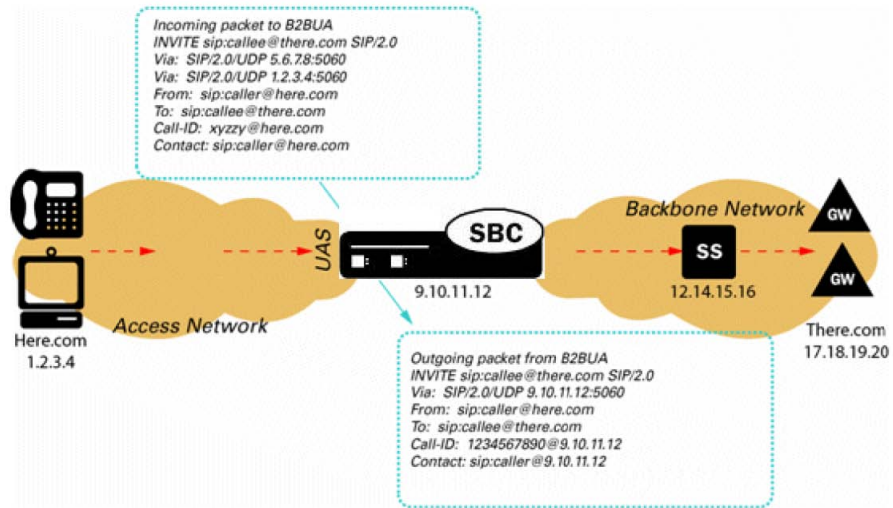 Incoming packet to B2BUA
INVITE sip:callee@there.com SIP/2.0
Via: SIP/2.0/UDP 5.6.7.8:5060
Via: SIP/2.0/UDP 1.2.3.4:5060
From: sip:caller@here.com
To: sip:callee@there.com
Call-ID: xyzzy@here.com
Contact: sip:caller@here.com
Here.com
1.2.3.4
Access Network
UAS
SBC
9.10.11.12
Backbone Network
SS
12.14.15.16
GW
GW
There.com
17.18.19.20
Outgoing packet from B2BUA
INVITE sip:callee@there.com SIP/2.0
Via: SIP/2.0/UDP 9.10.11.12:5060
From: sip:caller@here.com
To: sip:callee@there.com
Call-ID: 1234567890@9.10.11.12
Contact: sip:caller@9.10.11.12